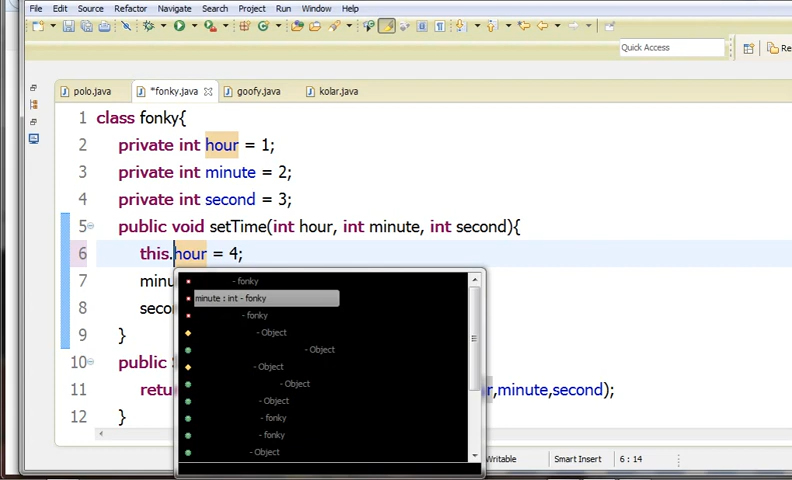 File Edit Source Refactor Navigate Search Project Run Window Help
Quick Access
Re
polo.java *fonky.java goofy.java kolar.java
1 class fonky{
2 private int hour = 1;
3 private int minute = 2;
4 private int second = 3;
5 public void setTime(int hour, int minute, int second){
6 this.hour = 4;
7 minu
- fonky
minute : int - fonky
8 seco
- fonky
- Object
9 }
- Object
10 public
- Object
- Object
11 retu r,minute,second);
- Object
12 }
- fonky
- fonky
- Object
Writable Smart Insert 6 : 14